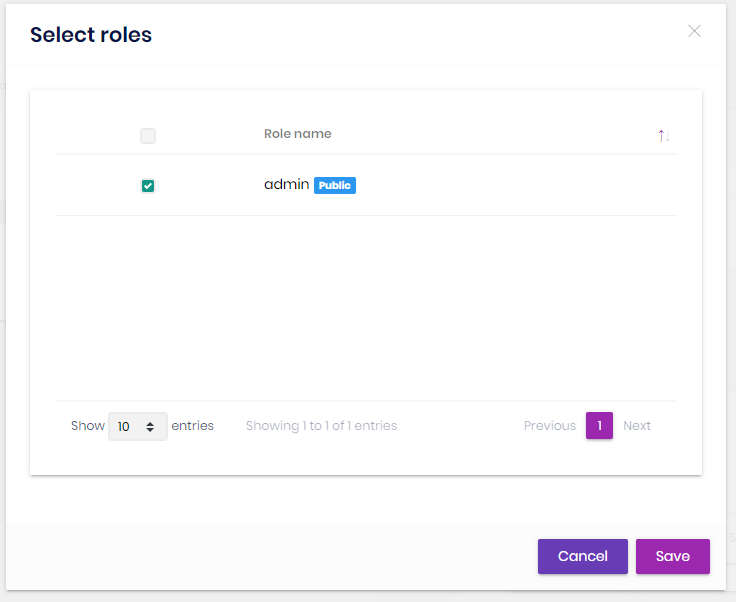 Select roles
Role name
admin Public
Show 10 entries Showing 1 to 1 of 1 entries Previous 1 Next
Cancel Save